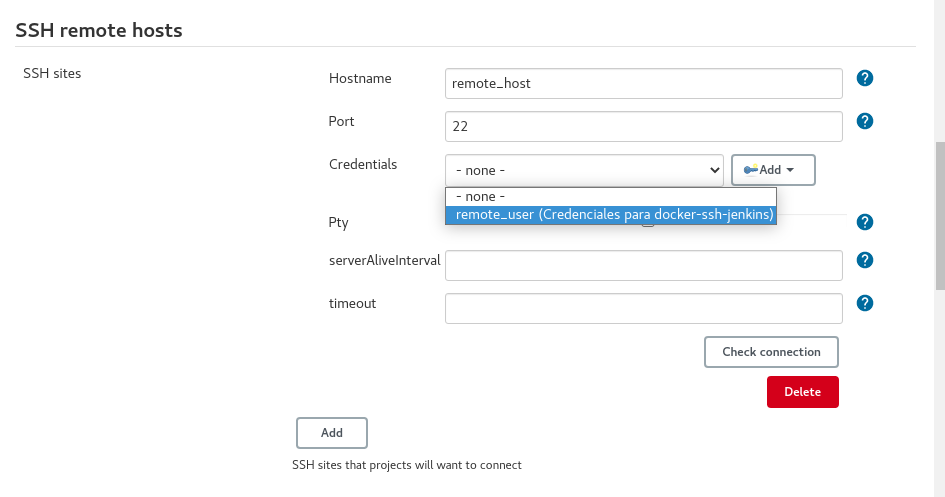 SSH remote hosts
SSH sites
Hostname
remote_host
Port
22
Credentials
- none -
Add
- none -
remote_user (Credenciales para docker-ssh-jenkins)
Pty
serverAliveInterval
timeout
Check connection
Delete
Add
SSH sites that projects will want to connect